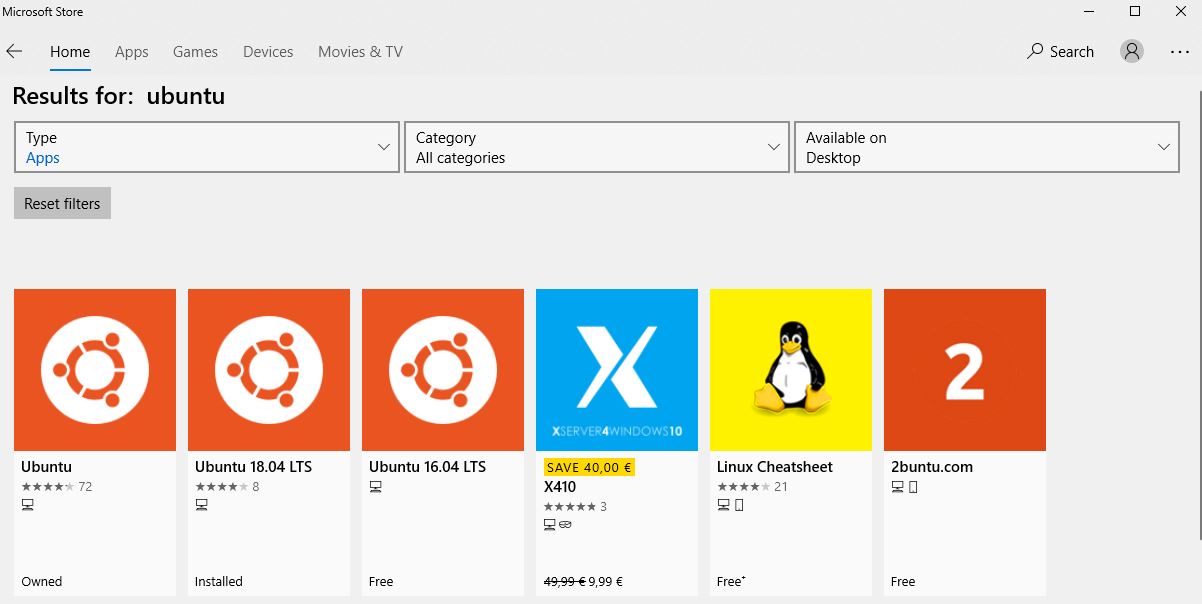 Microsoft Store
Home Apps Games Devices Movies & TV Search
Results for: ubuntu
Type
Apps
Category
All categories
Available on
Desktop
Reset filters
XSERVER4WINDOWS10
2
Ubuntu
72
Owned
Ubuntu 18.04 LTS
8
Installed
Ubuntu 16.04 LTS
Free
SAVE 40,00 €
X410
3
49,99 € 9,99 €
Linux Cheatsheet
21
Free+
2buntu.com
Free